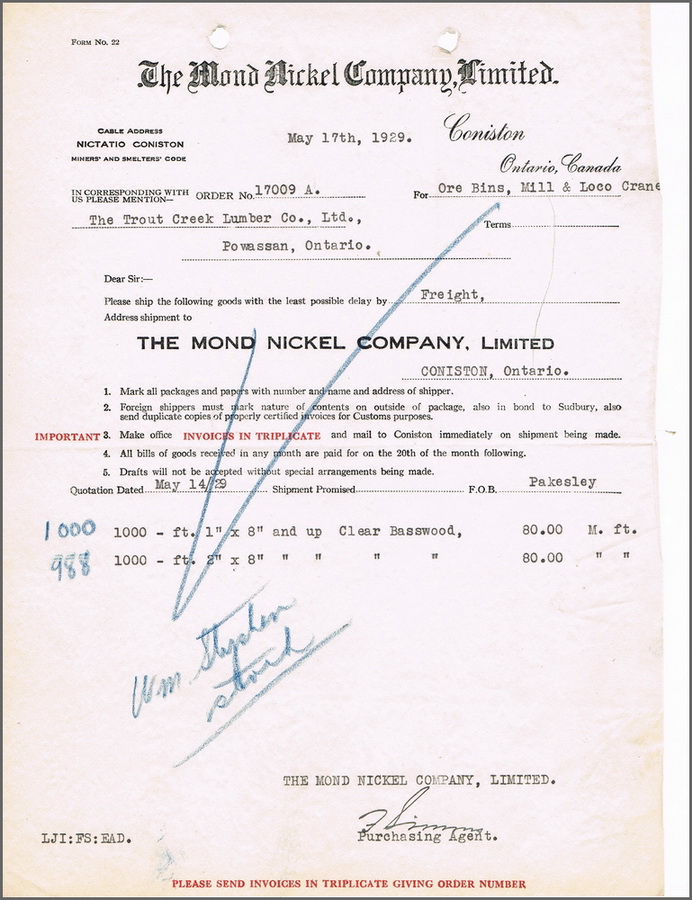 FORM No. 22
The Mond Nickel Company, Limited.
CABLE ADDRESS
NICTATIO CONISTON
MINERS' AND SMELTERS' CODE
May 17th, 1929.
Coniston
Ontario, Canada
IN CORRESPONDING WITH
US PLEASE MENTION— ORDER No. 17009 A. For Ore Bins, Mill & Loco Crane
The Trout Creek Lumber Co., Ltd., Terms
Powassan, Ontario.
Dear Sir:—
Please ship the following goods with the least possible delay by Freight,
Address shipment to
THE MOND NICKEL COMPANY, LIMITED
CONISTON, Ontario.
1. Mark all packages and papers with number and name and address of shipper.
2. Foreign shippers must mark nature of contents on outside of package, also in bond to Sudbury, also
send duplicate copies of properly certified invoices for Customs purposes.
IMPORTANT 3. Make office INVOICES IN TRIPLICATE and mail to Coniston immediately on shipment being made.
4. All bills of goods received in any month are paid for on the 20th of the month following.
5. Drafts will not be accepted without special arrangements being made.
Quotation Dated May 14/29 Shipment Promised F.O.B. Pakesley
1000 1000 - ft. 1" x 8" and up Clear Basswood, 80.00 M. ft.
988 1000 - ft. 2" x 8" " " " " 80.00 " "
Wm. Stephen
THE MOND NICKEL COMPANY, LIMITED.
Purchasing Agent.
LJI:FS:EAD.
PLEASE SEND INVOICES IN TRIPLICATE GIVING ORDER NUMBER